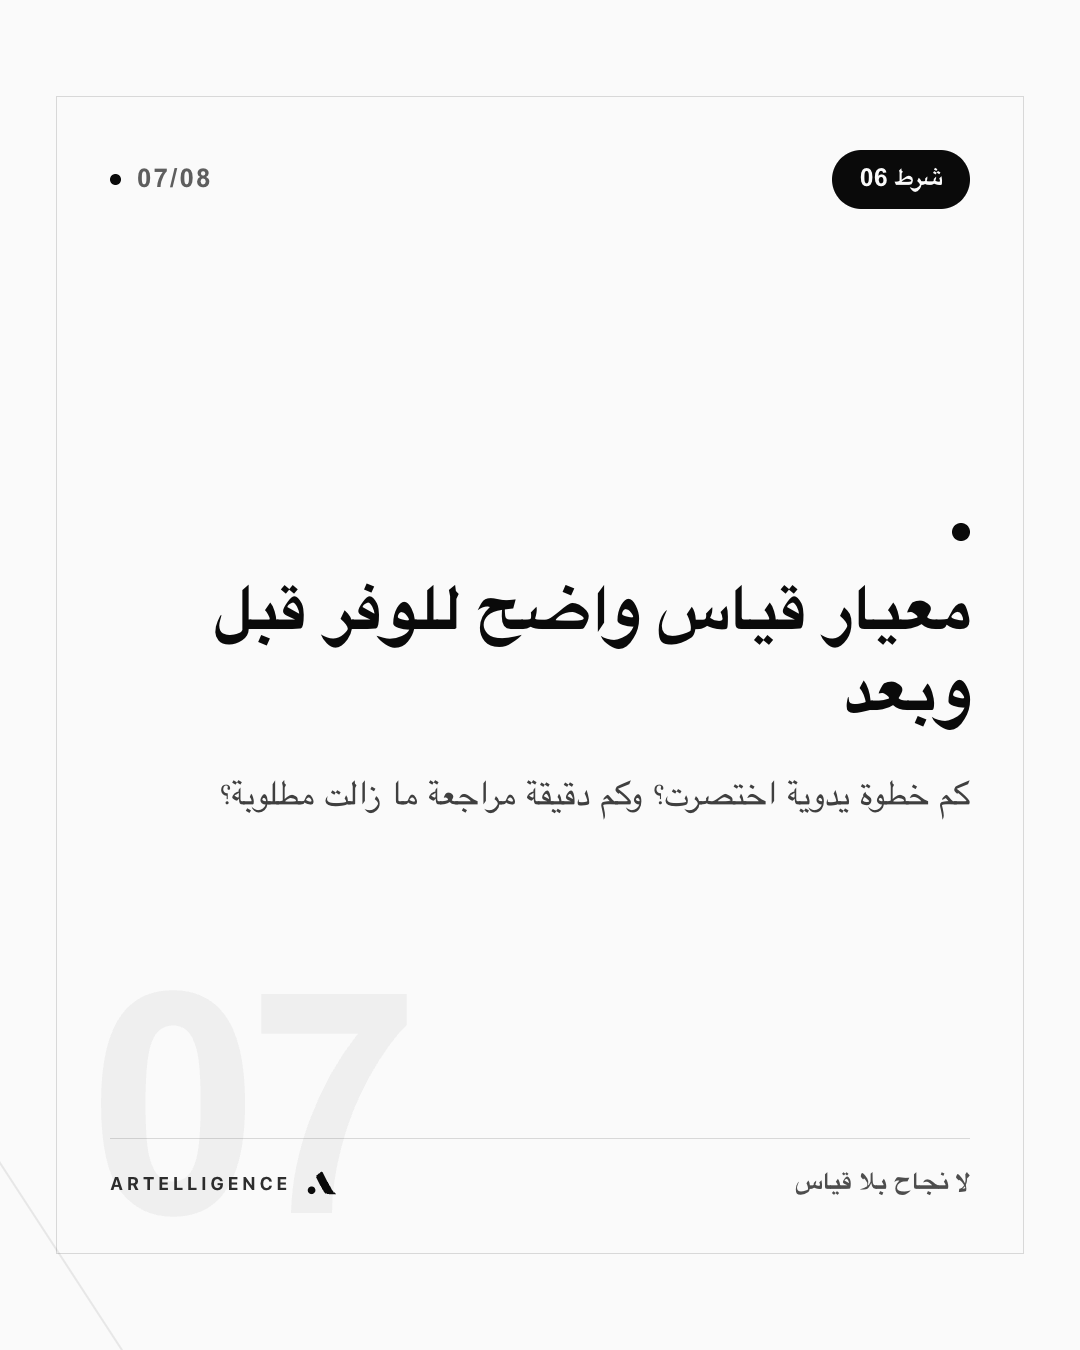 شرط 06
07/08
معيار قياس واضح للوفر قبل
وبعد
كم خطوة يدوية اختصرت؟ وكم دقيقة مراجعة ما زالت مطلوبة؟
07
لا نجاح بلا قياس
ARTELLIGENCE